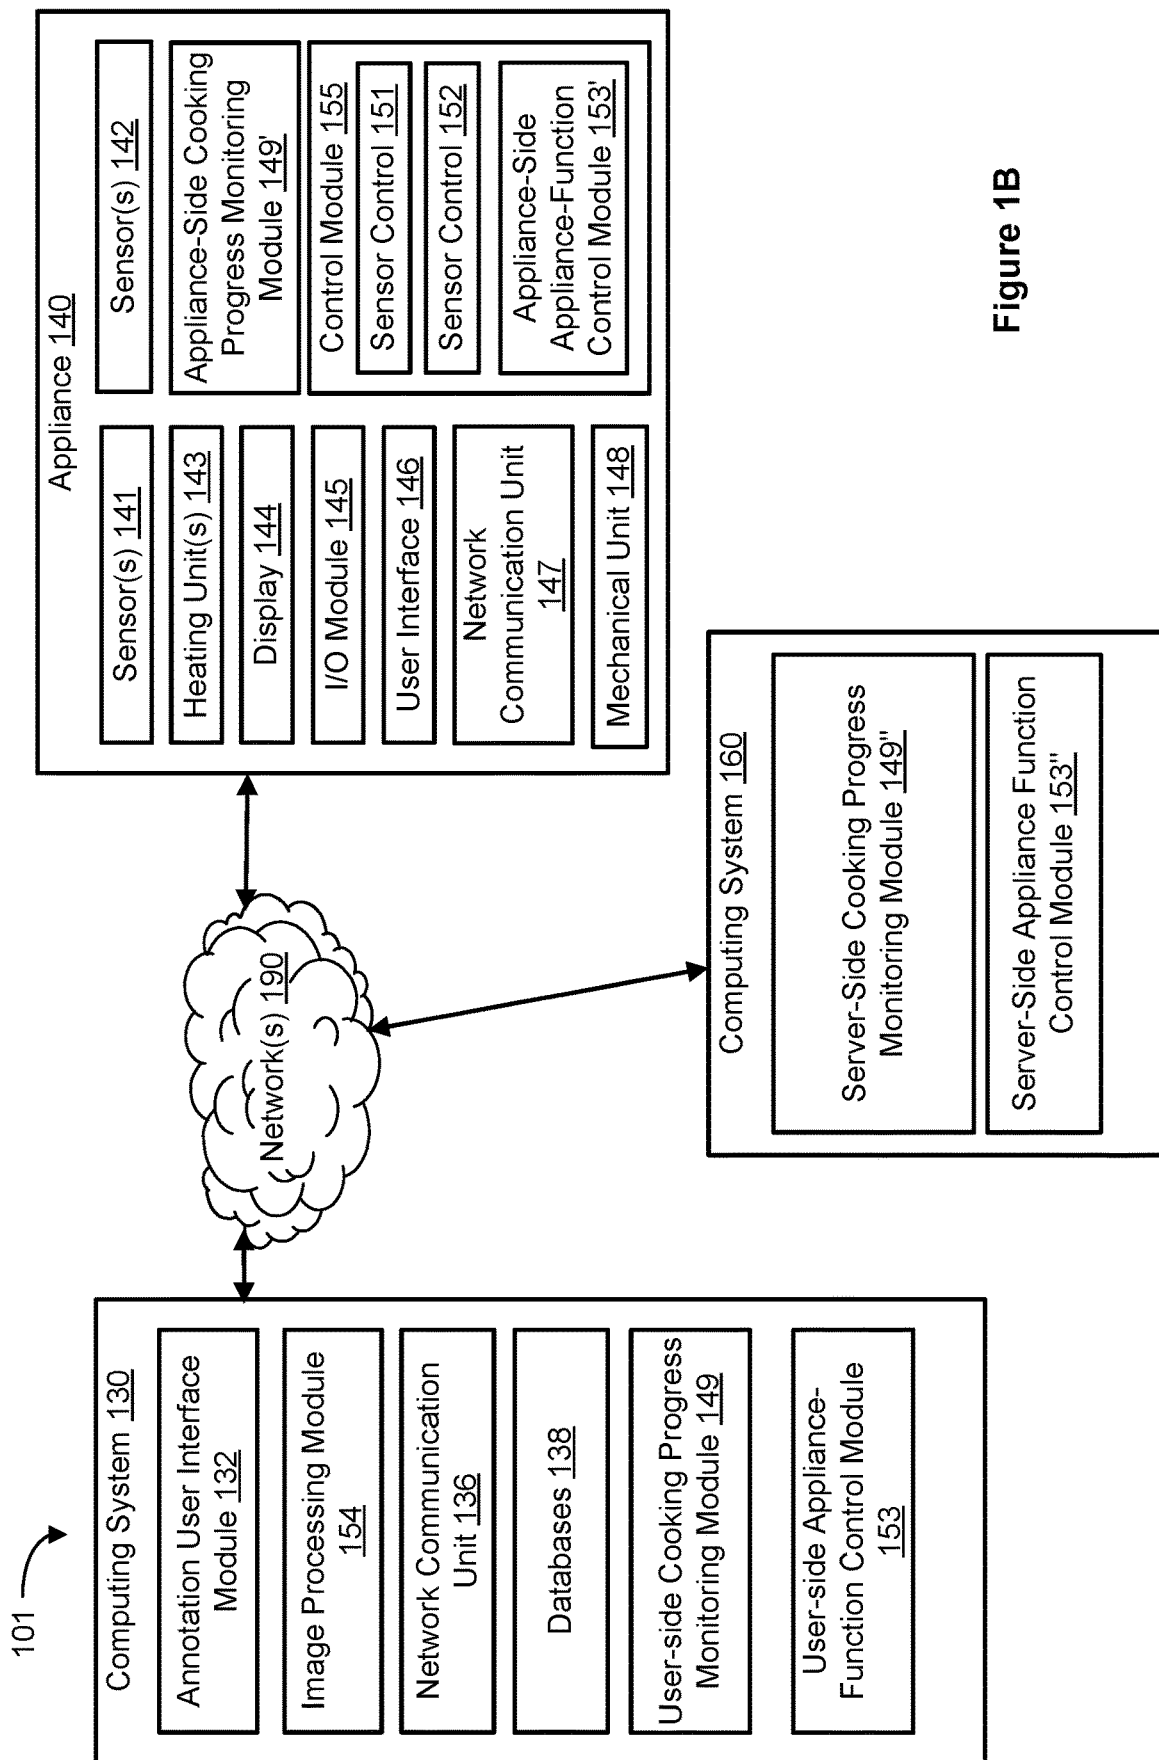 101
Computing System 130
Annotation User Interface
Module 132
Image Processing Module
154
Network Communication
Unit 136
Databases 138
User-side Cooking Progress
Monitoring Module 149
User-side Appliance-
Function Control Module
153
Network(s) 190
Computing System 160
Server-Side Cooking Progress
Monitoring Module 149"
Server-Side Appliance Function
Control Module 153"
Appliance 140
Sensor(s) 141
Heating Unit(s) 143
Display 144
I/O Module 145
User Interface 146
Network
Communication Unit
147
Mechanical Unit 148
Sensor(s) 142
Appliance-Side Cooking
Progress Monitoring
Module 149'
Control Module 155
Sensor Control 151
Sensor Control 152
Appliance-Side
Appliance-Function
Control Module 153'
Figure 1B